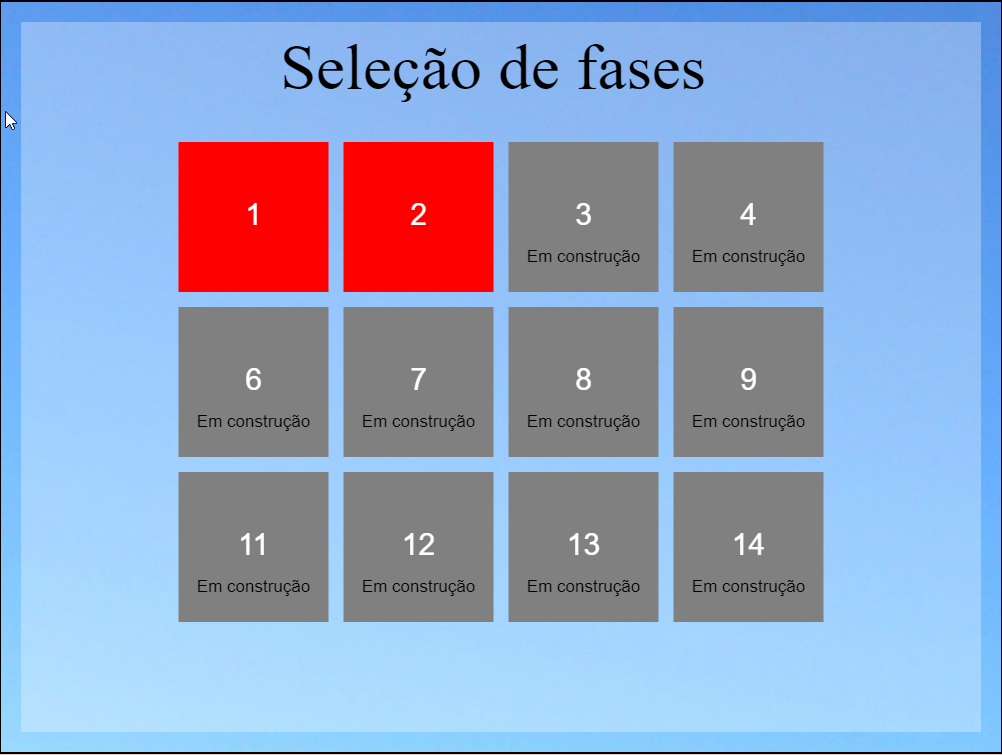 Seleção de fases
1 2 3 4
Em construção Em construção
6 7 8 9
Em construção Em construção Em construção Em construção
11 12 13 14
Em construção Em construção Em construção Em construção